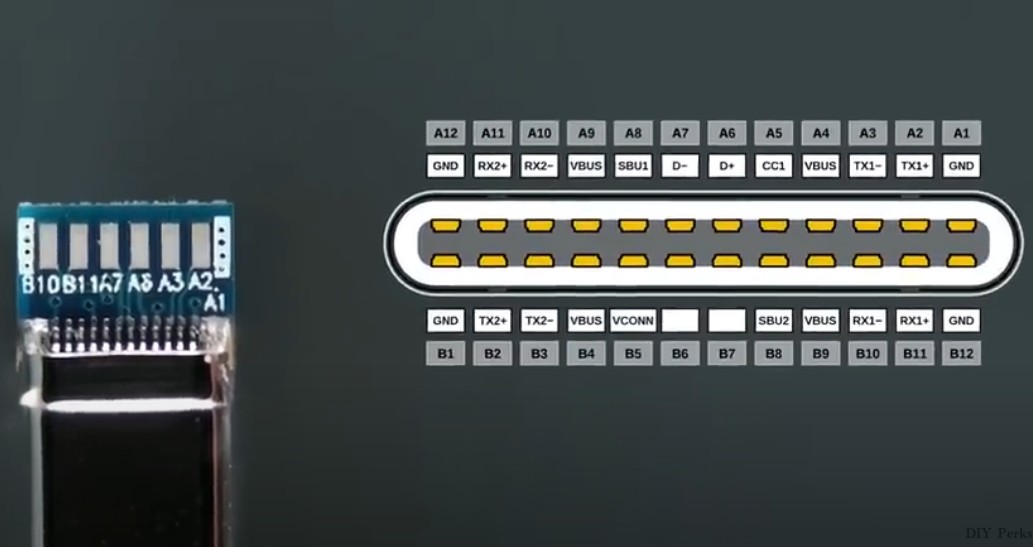 A12 A11 A10 A9 A8 A7 A6 A5 A4 A3 A2 A1
GND RX2+ RX2− VBUS SBU1 D− D+ CC1 VBUS TX1− TX1+ GND
GND TX2+ TX2− VBUS VCONN SBU2 VBUS RX1− RX1+ GND
B1 B2 B3 B4 B5 B6 B7 B8 B9 B10 B11 B12
B10 B11 A7 A6 A3 A2
A1
DIY Perks